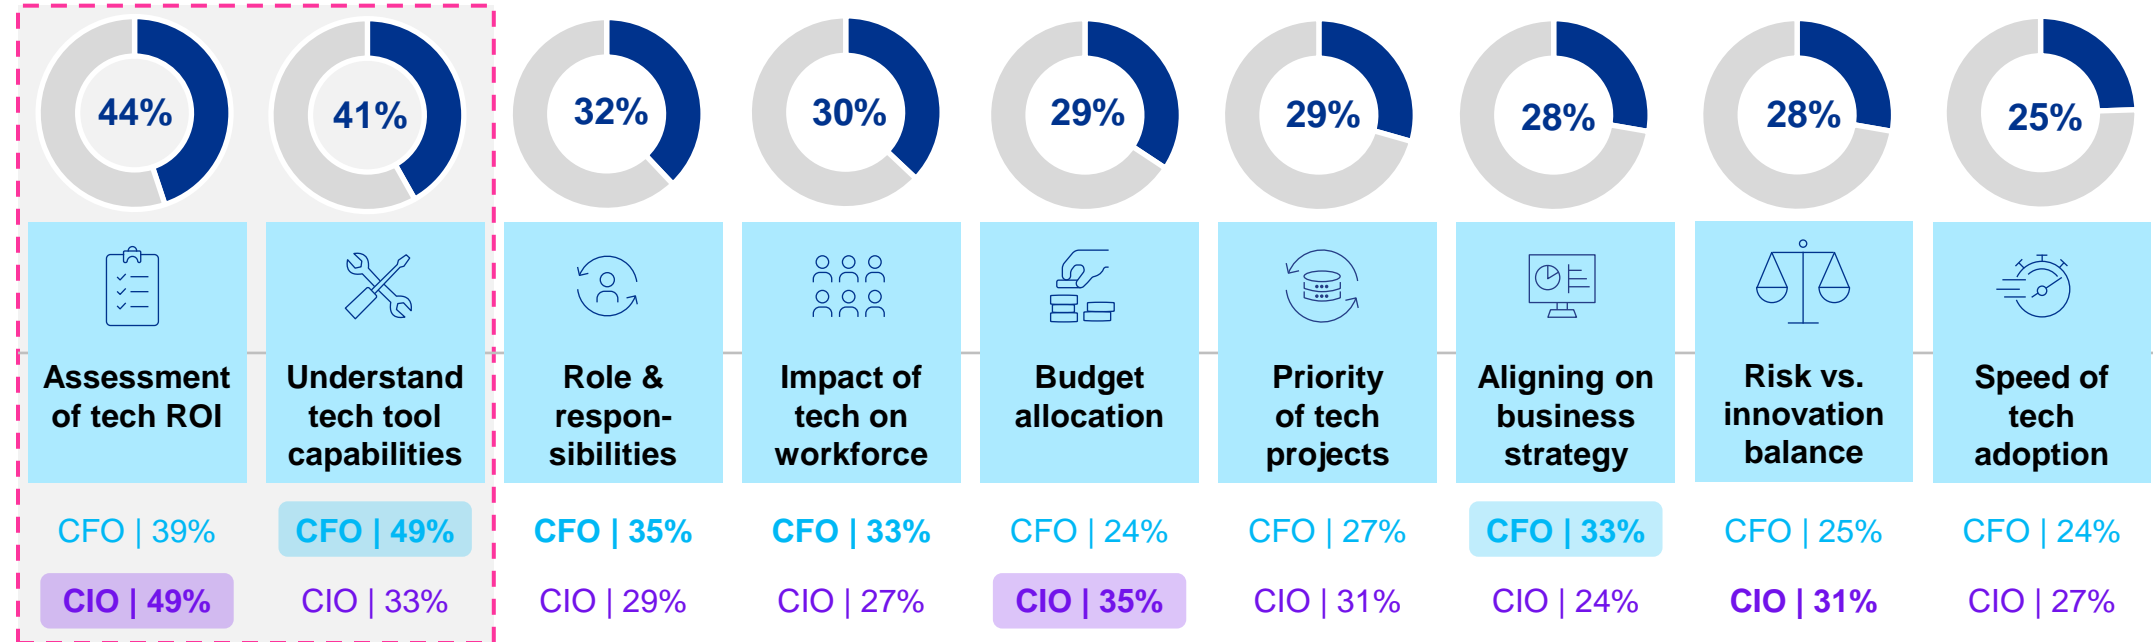 44%
41%
32%
30%
29%
29%
28%
28%
25%
Assessment
of tech ROI
Understand
tech tool
capabilities
Role &
respon-
sibilities
Impact of
tech on
workforce
Budget
allocation
Priority
of tech
projects
Aligning on
business
strategy
Risk vs.
innovation
balance
Speed of
tech
adoption
CFO | 39%
CFO | 49%
CFO | 35%
CFO | 33%
CFO | 24%
CFO | 27%
CFO | 33%
CFO | 25%
CFO | 24%
CIO | 49%
CIO | 33%
CIO | 29%
CIO | 27%
CIO | 35%
CIO | 31%
CIO | 24%
CIO | 31%
CIO | 27%